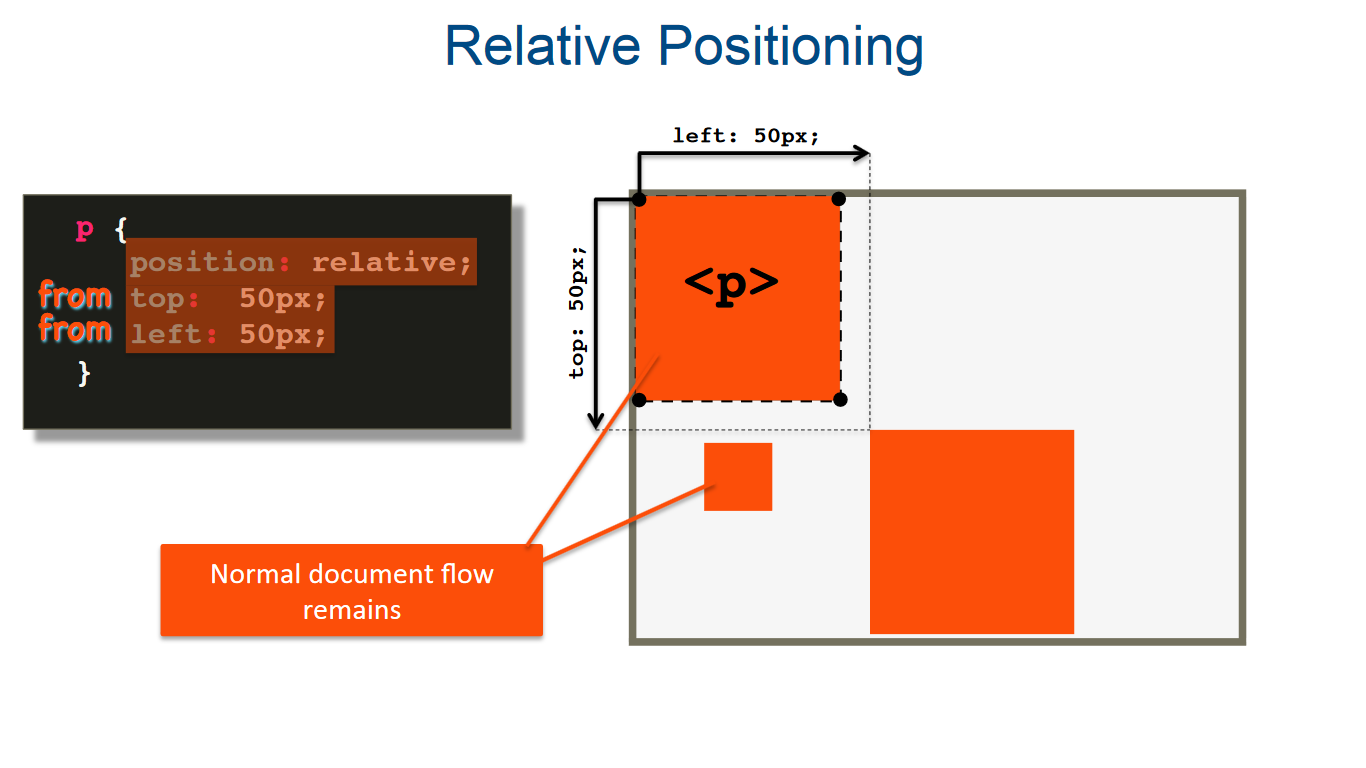 Relative Positioning
left: 50px;
p {
position: relative;
from top: 50px;
from left: 50px;
}
top: 50px;
<p>
Normal document flow
remains